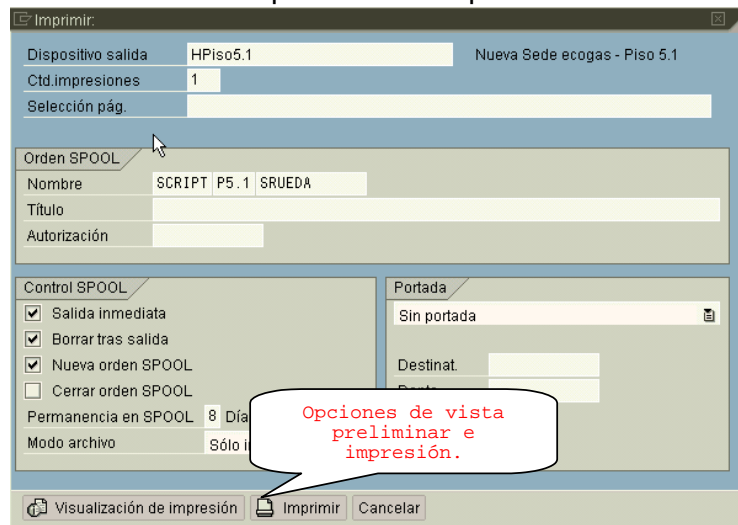 Imprimir:
Dispositivo salida HPiso5.1 Nueva Sede ecogas - Piso 5.1
Ctd.impresiones 1
Selección pág.
Orden SPOOL
Nombre SCRIPT P5.1 SRUEDA
Título
Autorización
Control SPOOL
Salida inmediata
Borrar tras salida
Nueva orden SPOOL
Cerrar orden SPOOL
Permanencia en SPOOL 8
Modo archivo Sólo
Portada
Sin portada
Destinat.
Opciones de vista
preliminar e
impresión.
Visualización de impresión Imprimir Cancelar